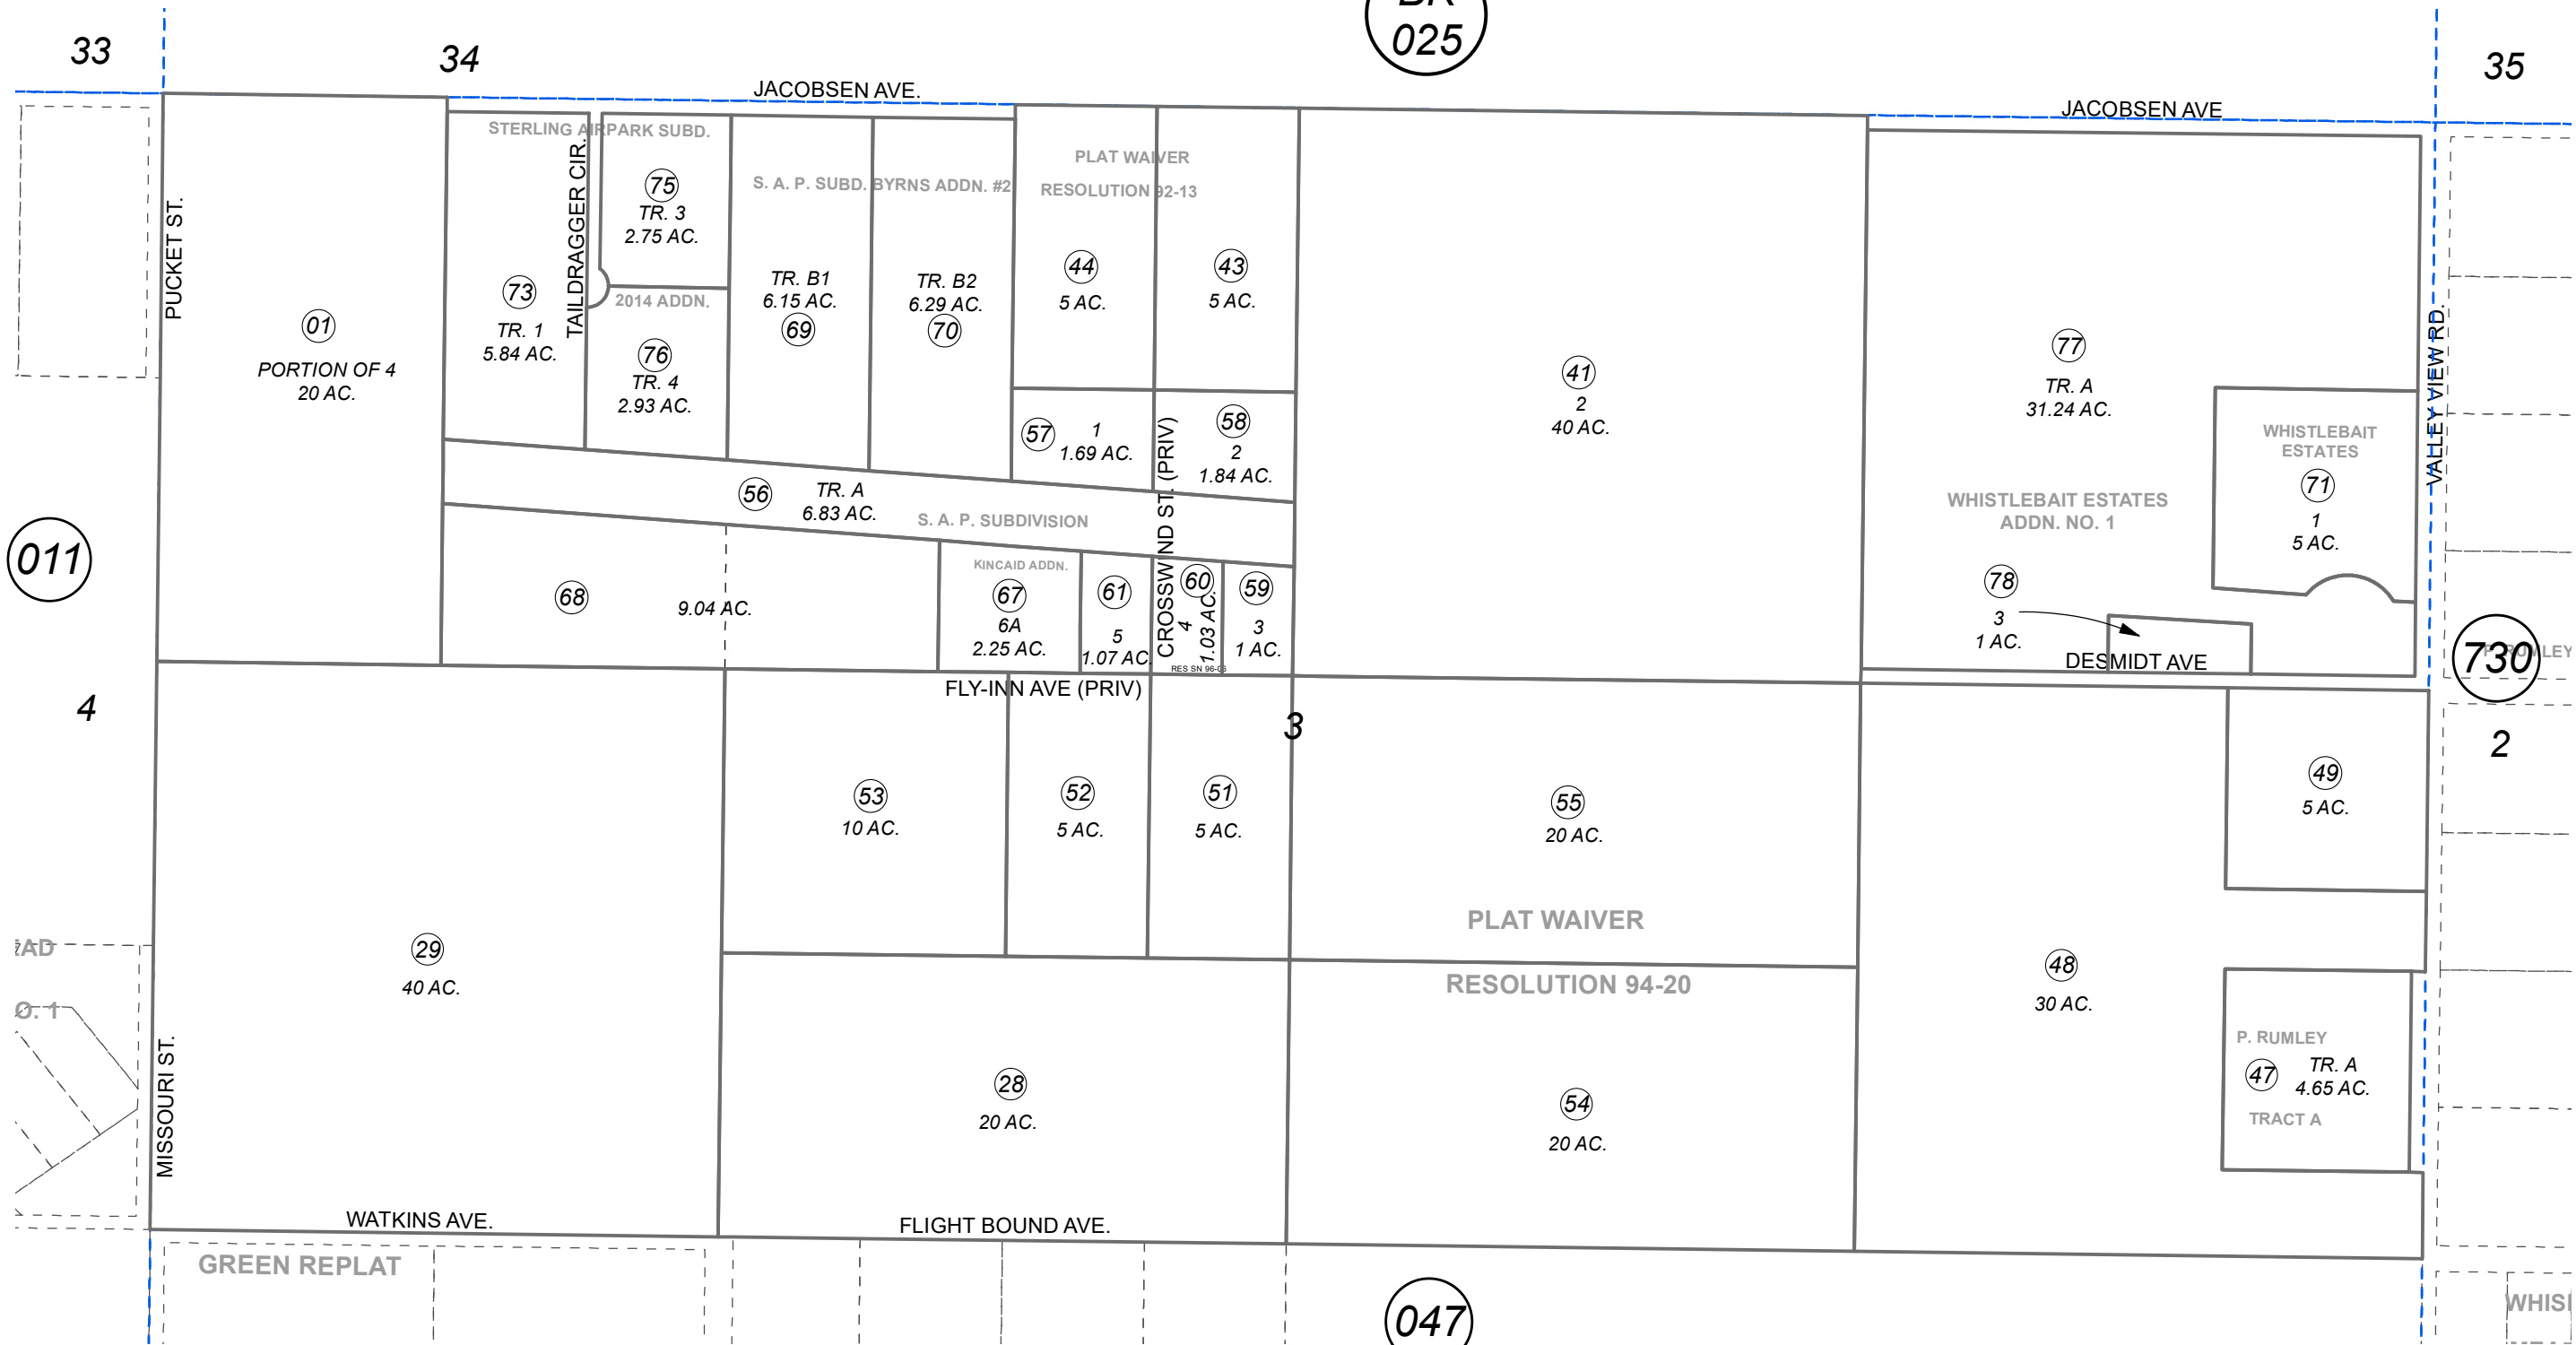 BK
025
33
34
35
JACOBSEN AVE.
JACOBSEN AVE
STERLING AIRPARK SUBD.
PUCKET ST.
TAILDRAGGER CIR.
01
PORTION OF 4
20 AC.
73
TR. 1
5.84 AC.
75
TR. 3
2.75 AC.
2014 ADDN.
76
TR. 4
2.93 AC.
S. A. P. SUBD. BYRNS ADDN. #2
TR. B1
6.15 AC.
69
TR. B2
6.29 AC.
70
PLAT WAIVER
RESOLUTION 92-13
44
5 AC.
43
5 AC.
57
1
1.69 AC.
58
2
1.84 AC.
CROSSWIND ST. (PRIV)
41
2
40 AC.
77
TR. A
31.24 AC.
VALLEY VIEW RD.
WHISTLEBAIT
ESTATES
71
1
5 AC.
WHISTLEBAIT ESTATES
ADDN. NO. 1
78
3
1 AC.
DESMIDT AVE
56
TR. A
6.83 AC.
S. A. P. SUBDIVISION
011
68
9.04 AC.
KINCAID ADDN.
67
6A
2.25 AC.
61
5
1.07 AC.
60
4
1.03 AC.
RES SN 96-06
59
3
1 AC.
730
FLY-INN AVE (PRIV)
4
3
2
53
10 AC.
52
5 AC.
51
5 AC.
55
20 AC.
49
5 AC.
PLAT WAIVER
RESOLUTION 94-20
29
40 AC.
48
30 AC.
O. 1
MISSOURI ST.
28
20 AC.
54
20 AC.
P. RUMLEY
47
TR. A
4.65 AC.
TRACT A
WATKINS AVE.
FLIGHT BOUND AVE.
GREEN REPLAT
047